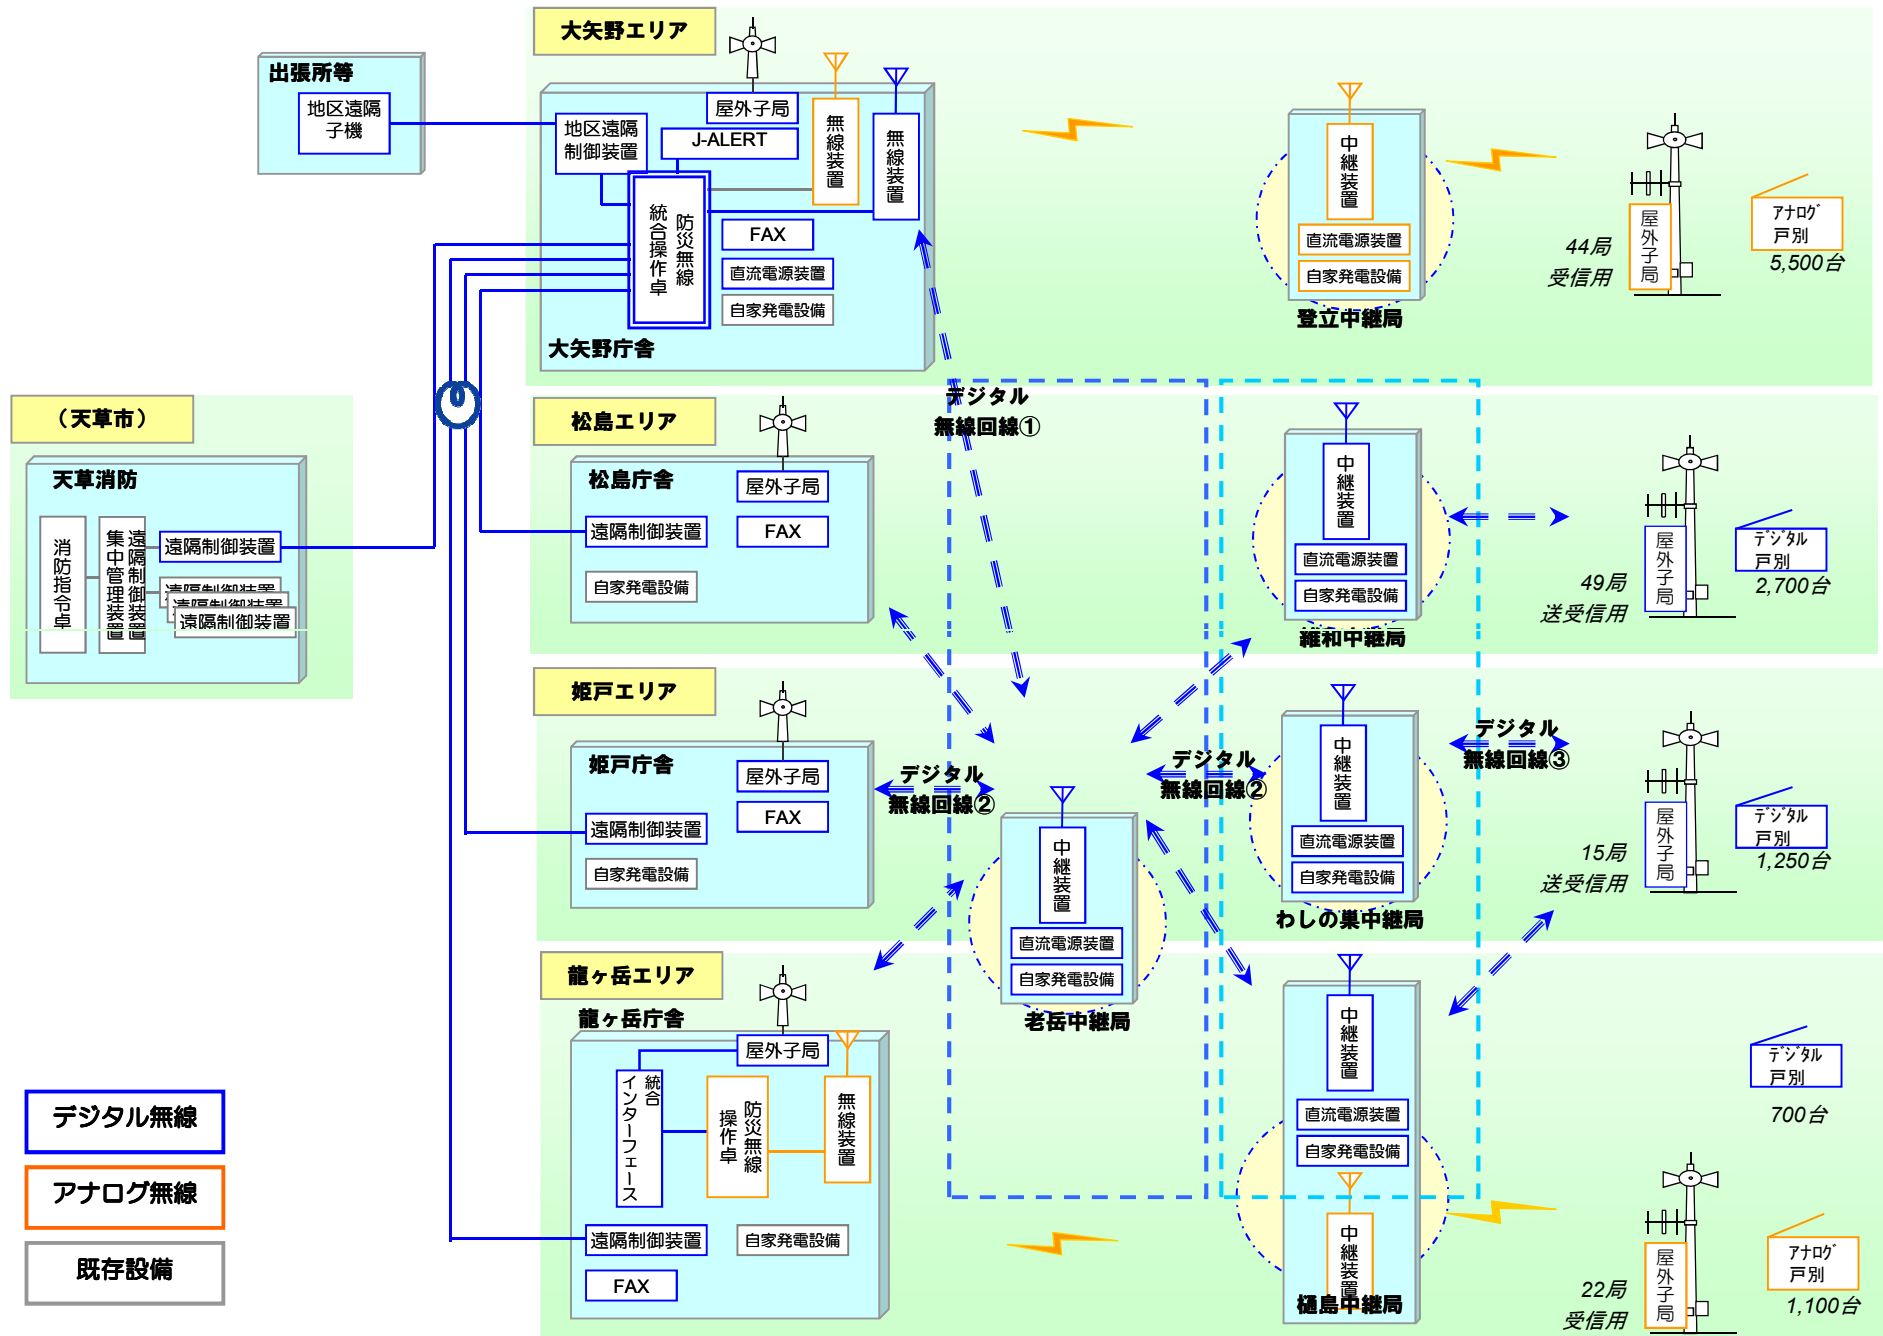 大矢野エリア
出張所等
地区遠隔
子機
地区遠隔
制御装置
屋外子局
J-ALERT
無線装置
無線装置
防災無線
統合操作卓
FAX
直流電源装置
自家発電設備
大矢野庁舎
中継装置
直流電源装置
自家発電設備
登立中継局
44局
受信用
屋外子局
アナログ
戸別
5,500台
(天草市)
天草消防
消防指令卓
遠隔制御装置
集中管理装置
遠隔制御装置
遠隔制御装置
遠隔制御装置
遠隔制御装置
松島エリア
松島庁舎
屋外子局
遠隔制御装置
FAX
自家発電設備
デジタル
無線回線①
中継装置
直流電源装置
自家発電設備
維和中継局
49局
送受信用
屋外子局
デジタル
戸別
2,700台
姫戸エリア
姫戸庁舎
屋外子局
遠隔制御装置
FAX
自家発電設備
デジタル
無線回線②
中継装置
直流電源装置
自家発電設備
老岳中継局
デジタル
無線回線②
中継装置
直流電源装置
自家発電設備
わしの巣中継局
デジタル
無線回線③
15局
送受信用
屋外子局
デジタル
戸別
1,250台
龍ヶ岳エリア
龍ヶ岳庁舎
屋外子局
統合
インターフェース
防災無線
操作卓
無線装置
遠隔制御装置
自家発電設備
FAX
中継装置
直流電源装置
自家発電設備
中継装置
樋島中継局
デジタル
戸別
700台
22局
受信用
屋外子局
アナログ
戸別
1,100台
デジタル無線
アナログ無線
既存設備